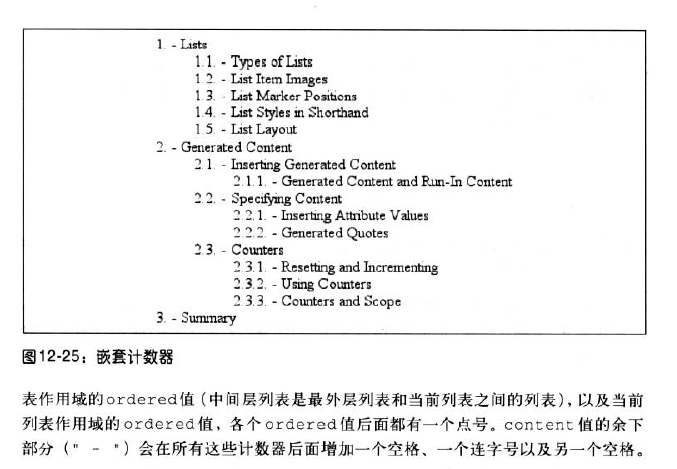 1. - Lists
1.1. - Types of Lists
1.2. - List Item Images
1.3. - List Marker Positions
1.4. - List Styles in Shorthand
1.5. - List Layout
2. - Generated Content
2.1. - Inserting Generated Content
2.1.1. - Generated Content and Run-In Content
2.2. - Specifying Content
2.2.1. - Inserting Attribute Values
2.2.2. - Generated Quotes
2.3. - Counters
2.3.1. - Resetting and Incrementing
2.3.2. - Using Counters
2.3.3. - Counters and Scope
3. - Summary
图12-25：嵌套计数器
表作用域的ordered值（中间层列表是最外层列表和当前列表之间的列表），以及当前
列表作用域的ordered值，各个ordered值后面都有一个点号。content值的余下
部分（" - "）会在所有这些计数器后面增加一个空格、一个连字号以及另一个空格。